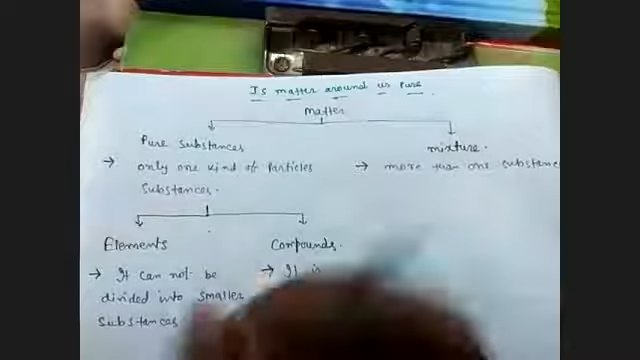 Is matter around us Pure
Matter
Pure Substances
→ only one kind of Particles
Substances.
mixture.
→ more than one substance
Elements
→ It can not be
divided into smaller
substances
Compounds.
→ It is